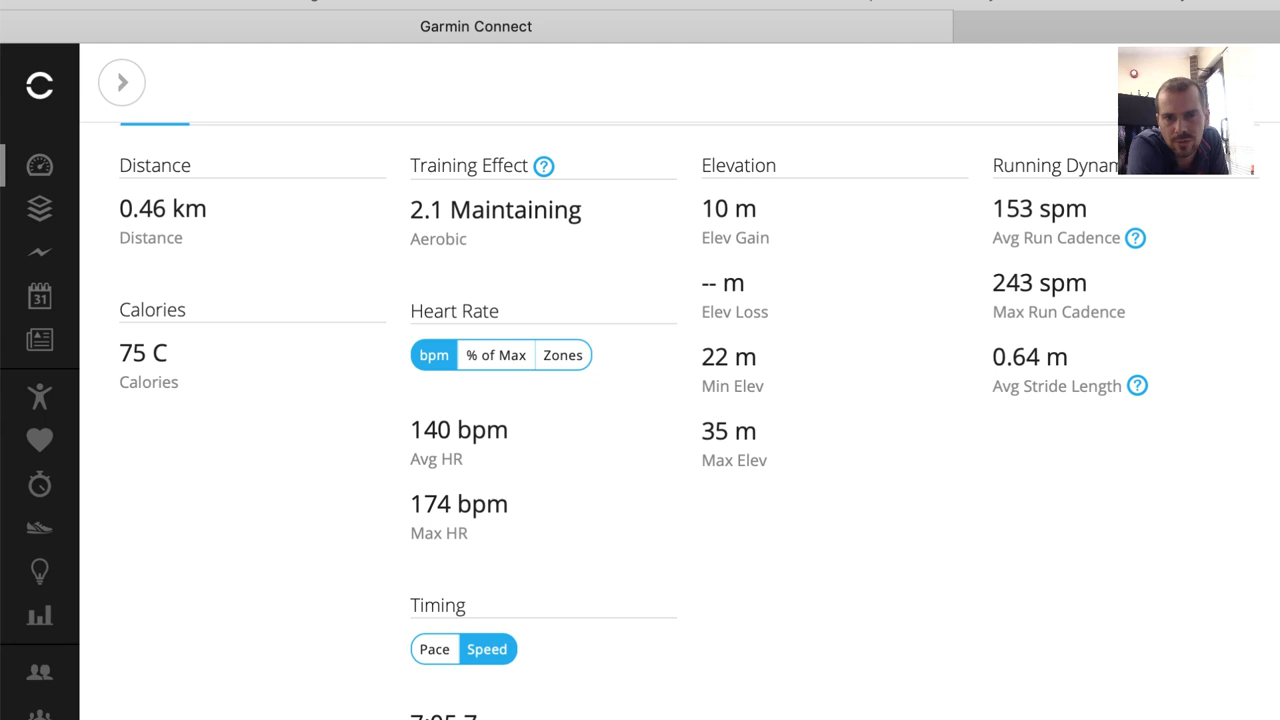 Garmin Connect
Distance
0.46 km
Distance
Calories
75 C
Calories
Training Effect ?
2.1 Maintaining
Aerobic
Heart Rate
bpm % of Max Zones
140 bpm
Avg HR
174 bpm
Max HR
Timing
Pace Speed
Elevation
10 m
Elev Gain
-- m
Elev Loss
22 m
Min Elev
35 m
Max Elev
Running Dynam
153 spm
Avg Run Cadence ?
243 spm
Max Run Cadence
0.64 m
Avg Stride Length ?
31